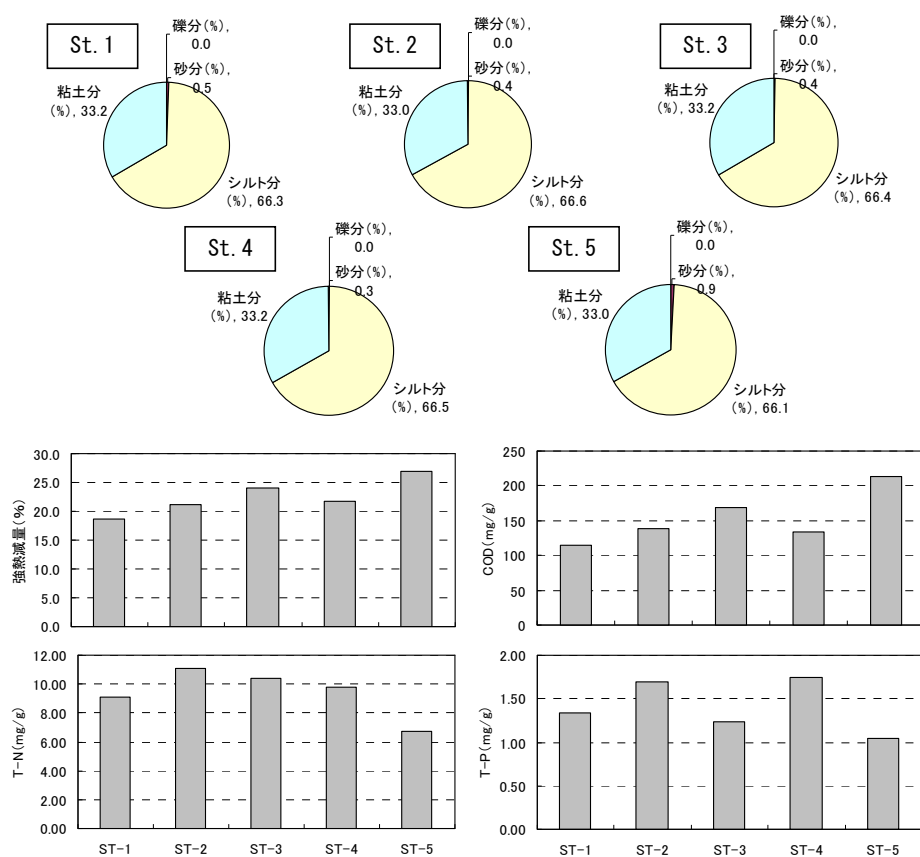 St. 1
礫分(%),
0.0
砂分(%),
0.5
粘土分
(%), 33.2
シルト分
(%), 66.3
St. 2
礫分(%),
0.0
砂分(%),
0.4
粘土分
(%), 33.0
シルト分
(%), 66.6
St. 3
礫分(%),
0.0
砂分(%),
0.4
粘土分
(%), 33.2
シルト分
(%), 66.4
St. 4
礫分(%),
0.0
砂分(%),
0.3
粘土分
(%), 33.2
シルト分
(%), 66.5
St. 5
礫分(%),
0.0
砂分(%),
0.9
粘土分
(%), 33.0
シルト分
(%), 66.1
強熱減量(%)
30.0
25.0
20.0
15.0
10.0
5.0
0.0
COD(mg/g)
250
200
150
100
50
0
T-N(mg/g)
12.00
10.00
8.00
6.00
4.00
2.00
0.00
ST-1 ST-2 ST-3 ST-4 ST-5
T-P(mg/g)
2.00
1.50
1.00
0.50
0.00
ST-1 ST-2 ST-3 ST-4 ST-5